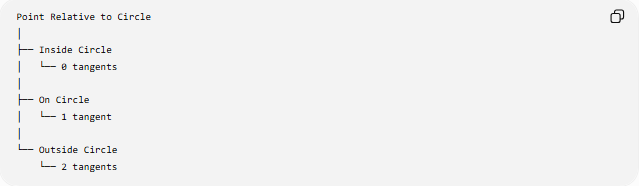 Point Relative to Circle
│
├── Inside Circle
│   └── 0 tangents
│
├── On Circle
│   └── 1 tangent
│
└── Outside Circle
    └── 2 tangents